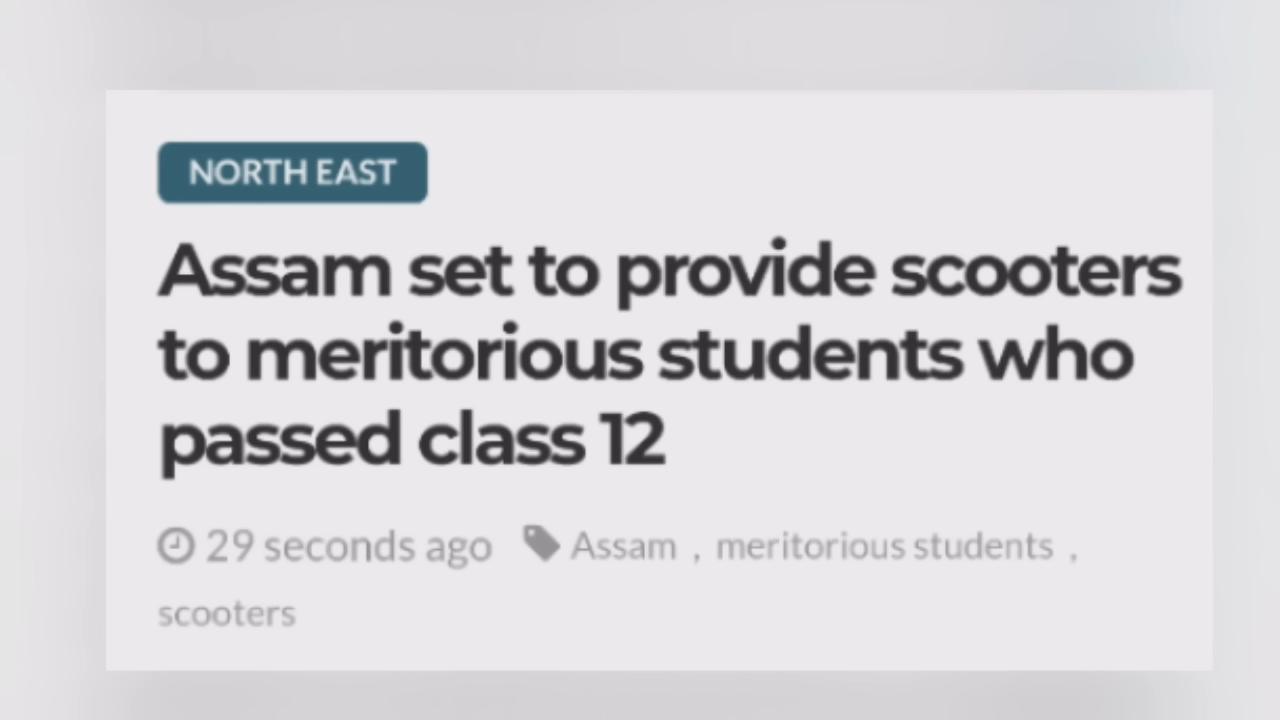 NORTH EAST
Assam set to provide scooters
to meritorious students who
passed class 12
29 seconds ago Assam , meritorious students ,
scooters